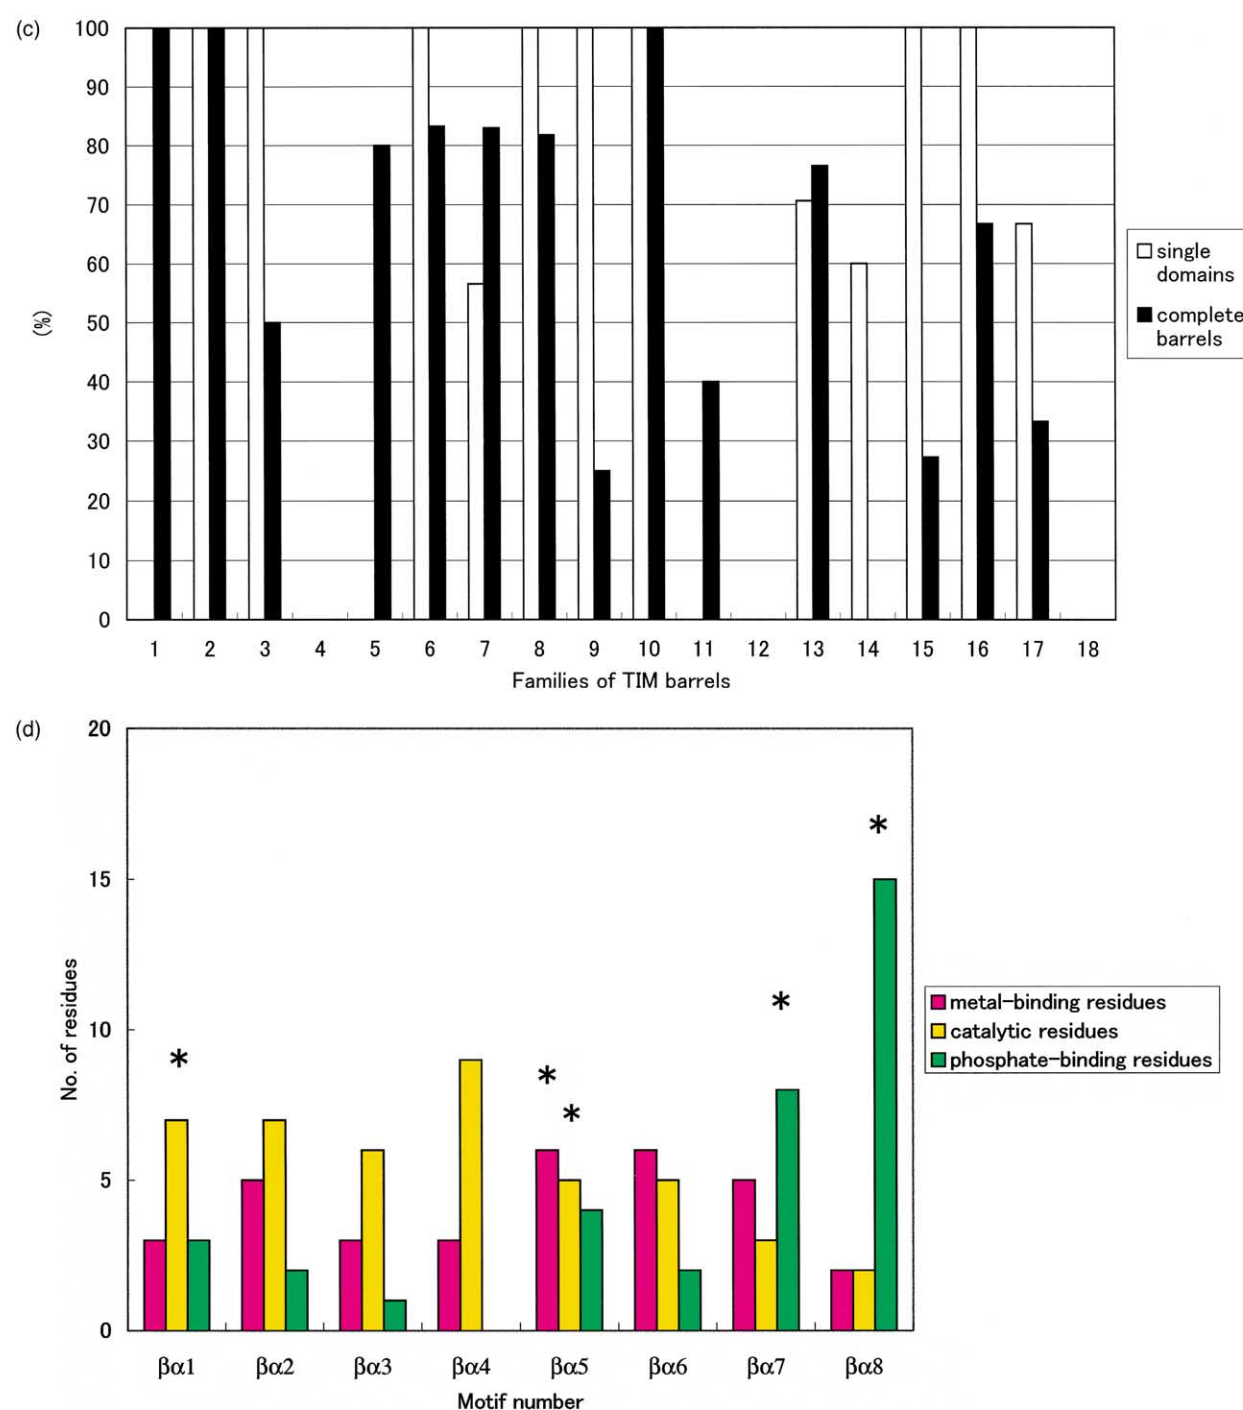 (c)
100
90
80
70
60
50
40
30
20
10
0
(%)
1 2 3 4 5 6 7 8 9 10 11 12 13 14 15 16 17 18
Families of TIM barrels
single
domains
complete
barrels
(d)
20
15
10
5
0
No. of residues
* * * * *
βα1 βα2 βα3 βα4 βα5 βα6 βα7 βα8
Motif number
metal-binding residues
catalytic residues
phosphate-binding residues